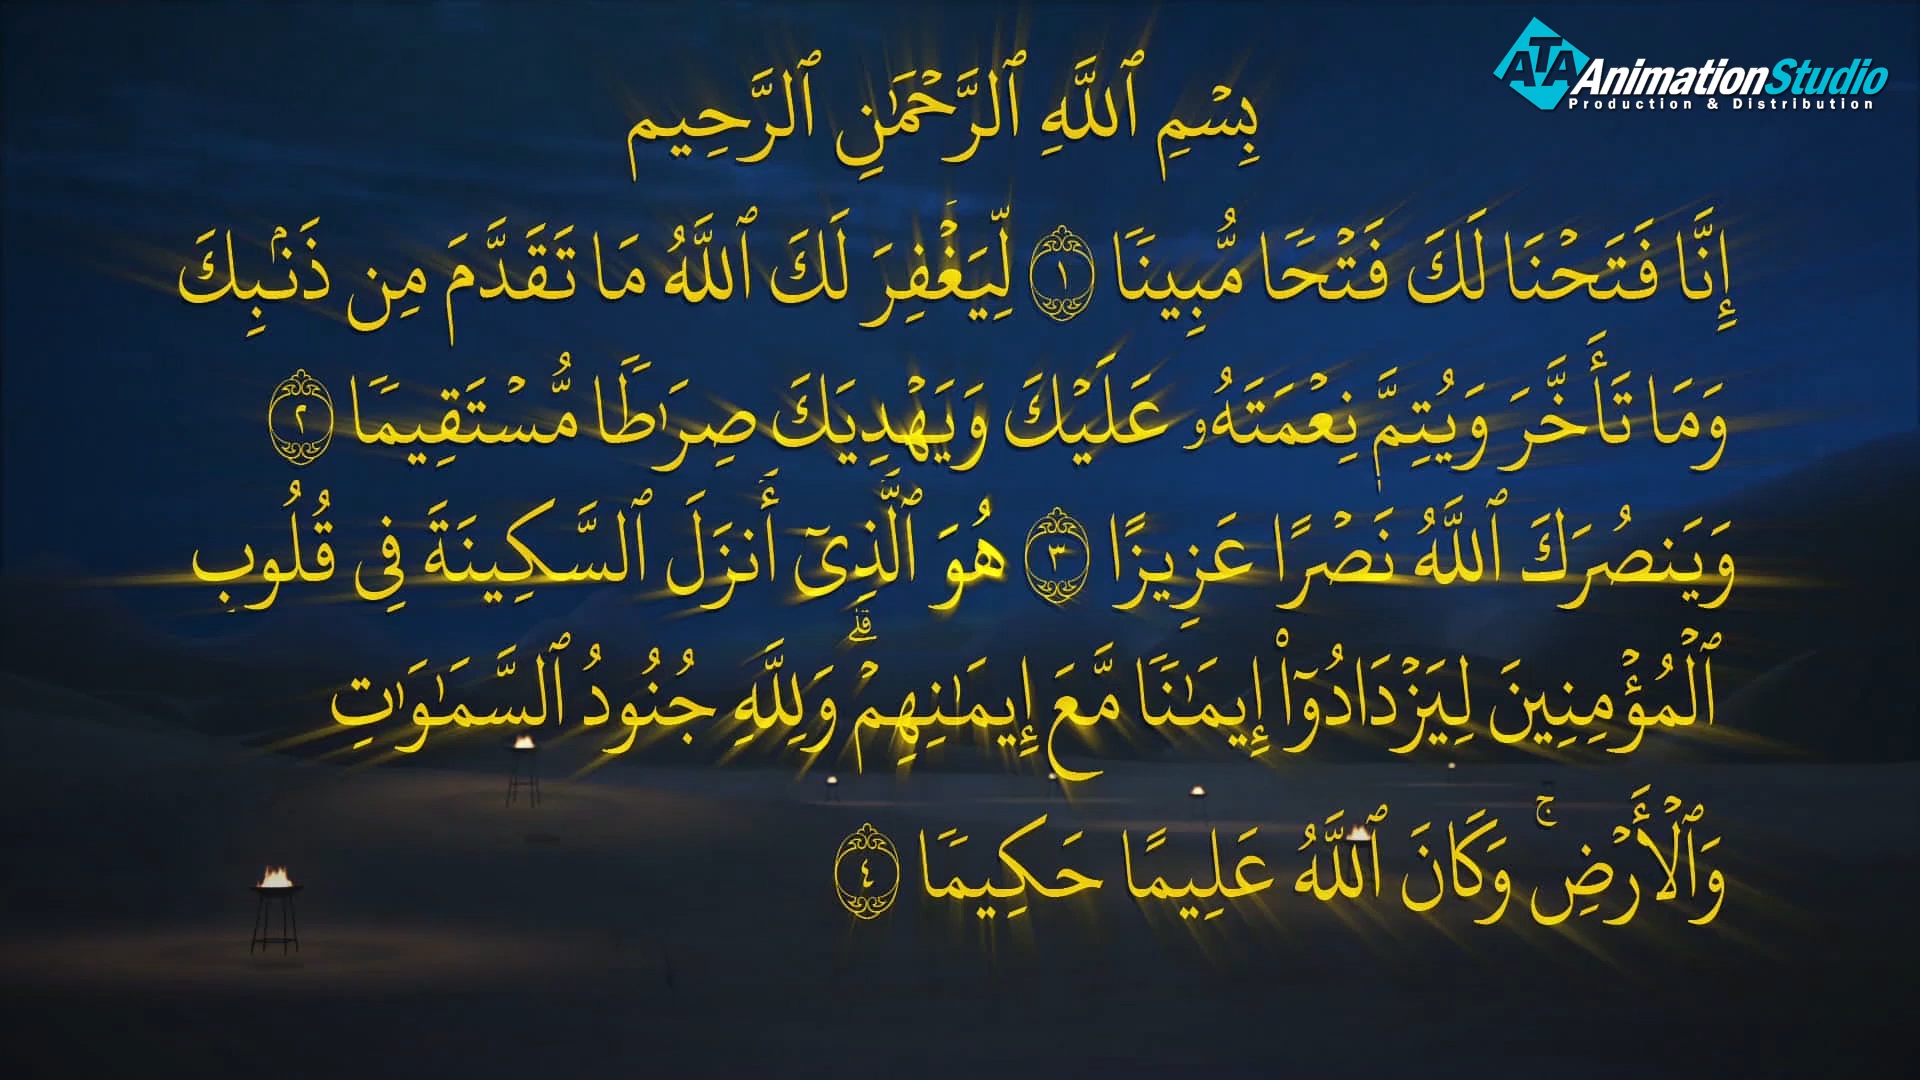 ATA AnimationStudio
Production & Distribution
بِسْمِ ٱللَّهِ ٱلرَّحْمَٰنِ ٱلرَّحِيم
إِنَّا فَتَحْنَا لَكَ فَتْحًا مُّبِينًا ١ لِّيَغْفِرَ لَكَ ٱللَّهُ مَا تَقَدَّمَ مِن ذَنۢبِكَ
وَمَا تَأَخَّرَ وَيُتِمَّ نِعْمَتَهُۥ عَلَيْكَ وَيَهْدِيَكَ صِرَٰطًا مُّسْتَقِيمًا ٢
وَيَنصُرَكَ ٱللَّهُ نَصْرًا عَزِيزًا ٣ هُوَ ٱلَّذِىٓ أَنزَلَ ٱلسَّكِينَةَ فِى قُلُوبِ
ٱلْمُؤْمِنِينَ لِيَزْدَادُوٓا۟ إِيمَٰنًا مَّعَ إِيمَٰنِهِمْ ۗ وَلِلَّهِ جُنُودُ ٱلسَّمَٰوَٰتِ
وَٱلْأَرْضِ ۚ وَكَانَ ٱللَّهُ عَلِيمًا حَكِيمًا ٤